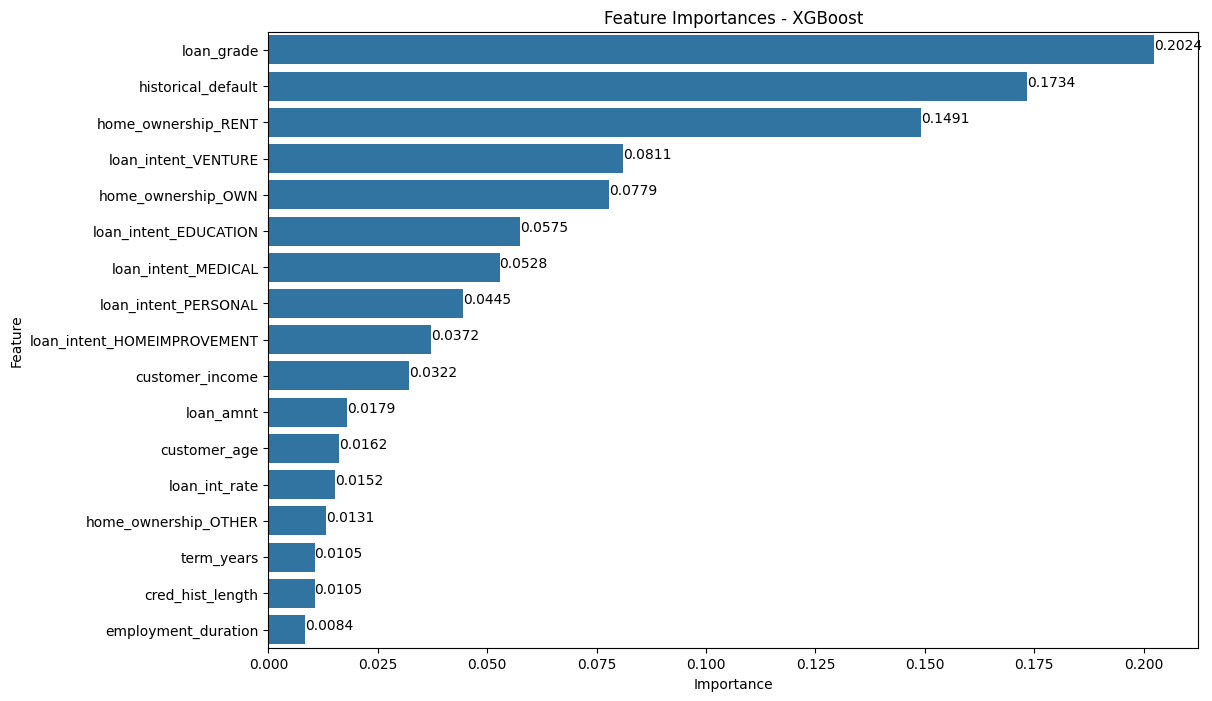 Feature Importances - XGBoost
loan_grade 0.2024
historical_default 0.1734
home_ownership_RENT 0.1491
loan_intent_VENTURE 0.0811
home_ownership_OWN 0.0779
loan_intent_EDUCATION 0.0575
loan_intent_MEDICAL 0.0528
loan_intent_PERSONAL 0.0445
loan_intent_HOMEIMPROVEMENT 0.0372
customer_income 0.0322
loan_amnt 0.0179
customer_age 0.0162
loan_int_rate 0.0152
home_ownership_OTHER 0.0131
term_years 0.0105
cred_hist_length 0.0105
employment_duration 0.0084
Feature
0.000 0.025 0.050 0.075 0.100 0.125 0.150 0.175 0.200
Importance